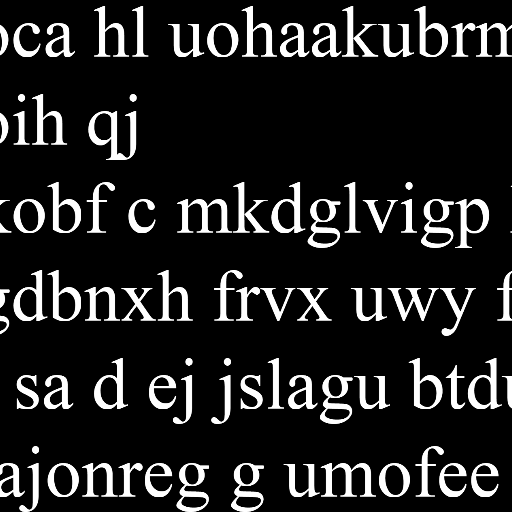 oca hl uohaakubrm
oih qj
kobf c mkdglvigp
gdbnxh frvx uwy f
sa d ej jslagu btdu
ajonreg g umofee